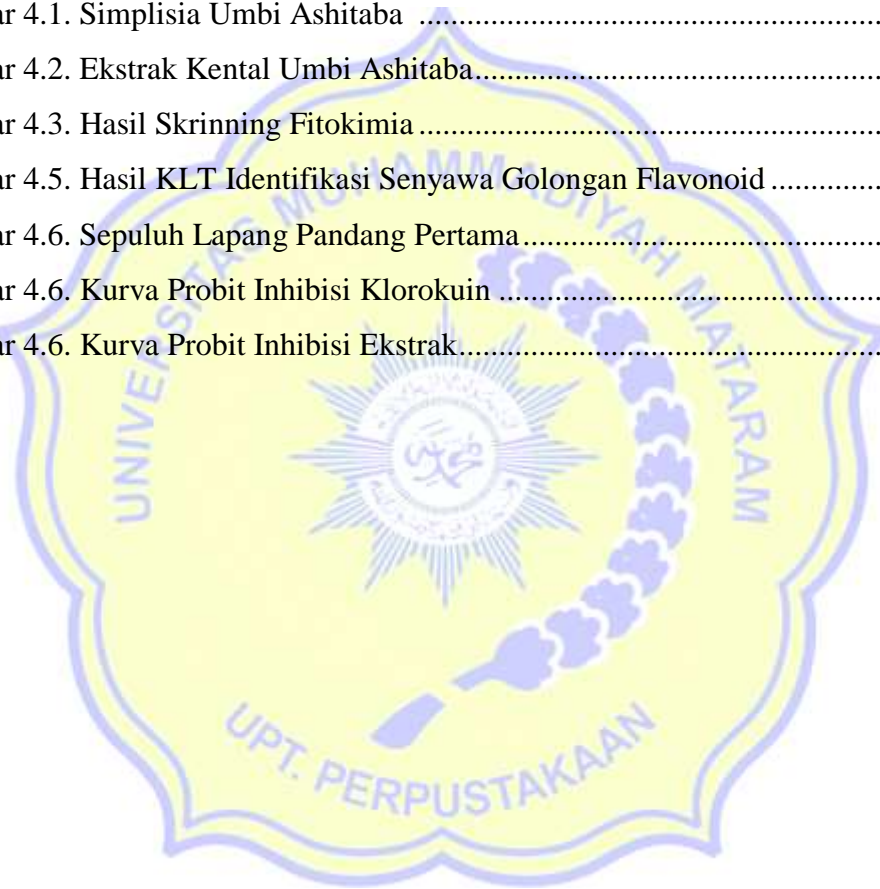 ar 4.1. Simplisia Umbi Ashitaba ........................................................
ar 4.2. Ekstrak Kental Umbi Ashitaba..................................................
ar 4.3. Hasil Skrinning Fitokimia ........................................................
ar 4.5. Hasil KLT Identifikasi Senyawa Golongan Flavonoid ..............
ar 4.6. Sepuluh Lapang Pandang Pertama............................................
ar 4.6. Kurva Probit Inhibisi Klorokuin ...............................................
ar 4.6. Kurva Probit Inhibisi Ekstrak....................................................
UNIVERSITAS MUHAMMADIYAH MATARAM
UPT. PERPUSTAKAAN